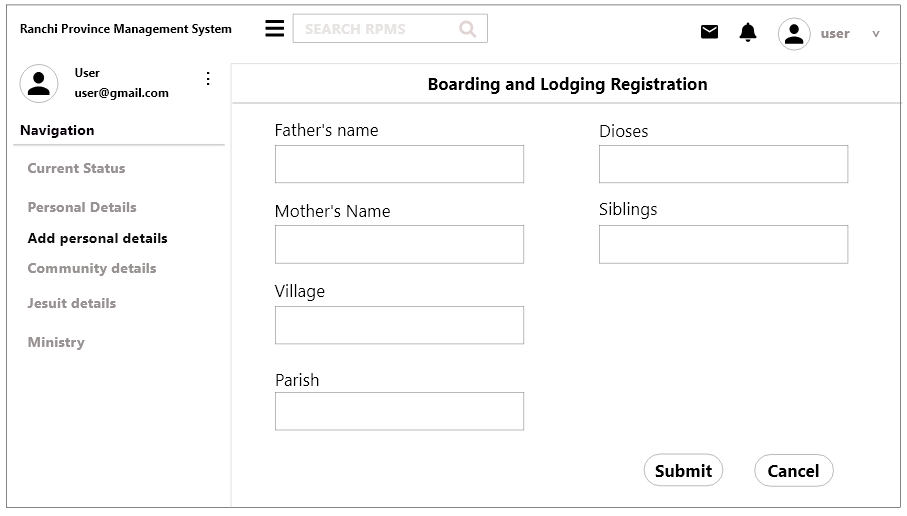 Ranchi Province Management System
SEARCH RPMS
user v
User
user@gmail.com
Navigation
Current Status
Personal Details
Add personal details
Community details
Jesuit details
Ministry
Boarding and Lodging Registration
Father's name
Dioses
Mother's Name
Siblings
Village
Parish
Submit
Cancel